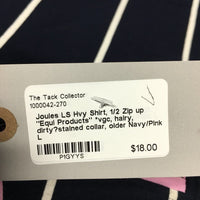 The Tack Collector
1000042-270
Joules LS Hvy Shirt, 1/2 Zip up
"Equi Products" *vgc, hairy,
dirty?stained collar, older Navy/Pink
L
$18.00
PIGYYS